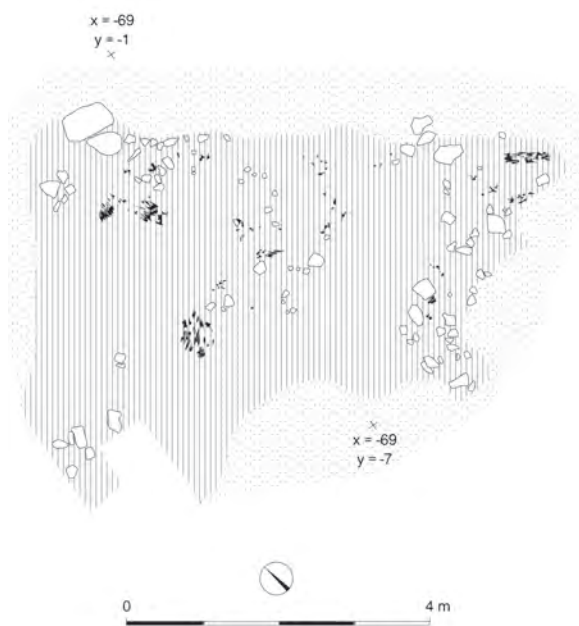 x = -69
y = -1
x = -69
y = -7
0 4 m